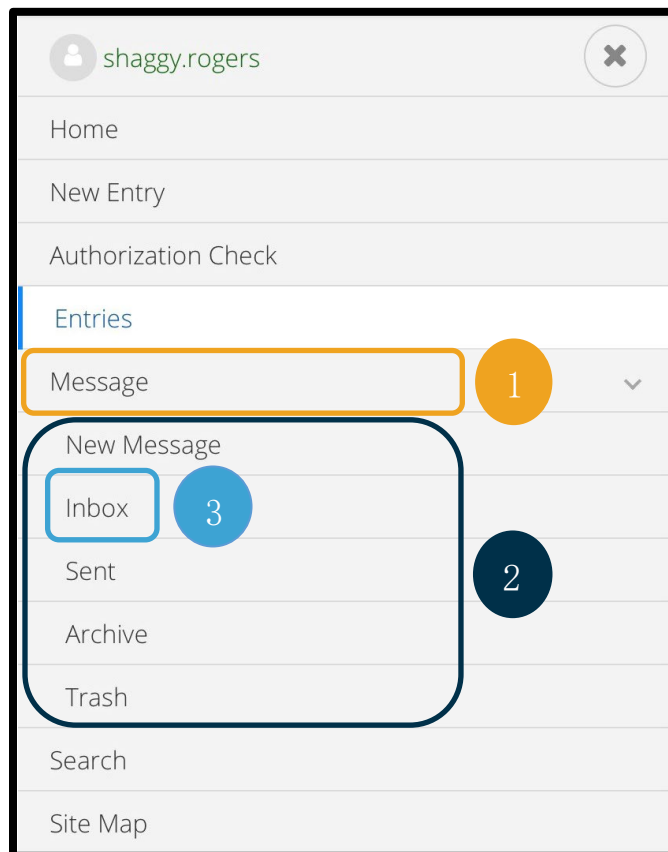 shaggy.rogers
Home
New Entry
Authorization Check
Entries
Message 1
New Message
Inbox 3
Sent 2
Archive
Trash
Search
Site Map